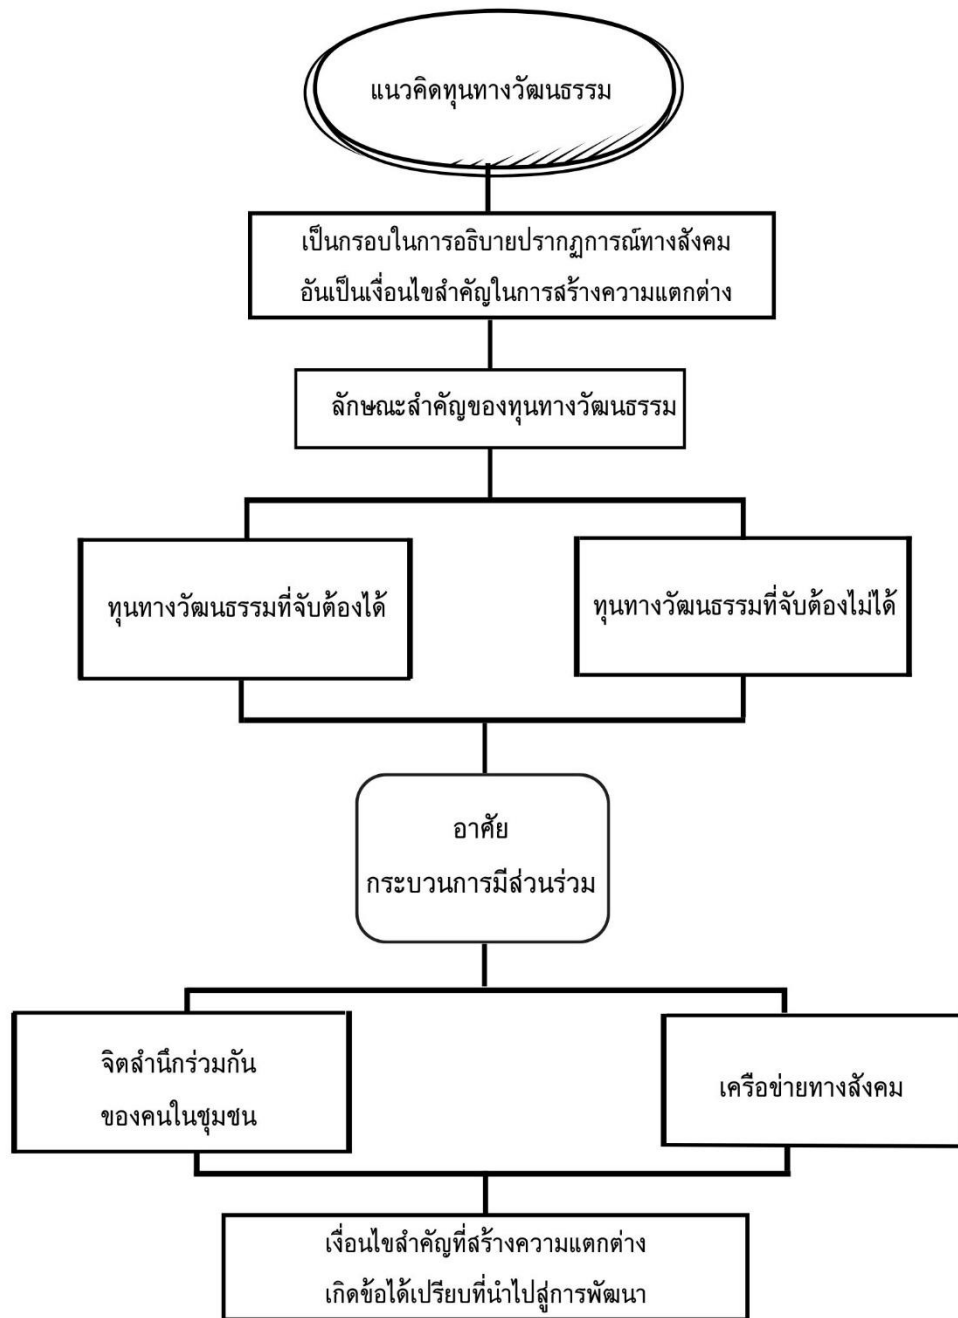 แนวคิดทุนทางวัฒนธรรม
เป็นกรอบในการอธิบายปรากฏการณ์ทางสังคม
อันเป็นเงื่อนไขสำคัญในการสร้างความแตกต่าง
ลักษณะสำคัญของทุนทางวัฒนธรรม
ทุนทางวัฒนธรรมที่จับต้องได้
ทุนทางวัฒนธรรมที่จับต้องไม่ได้
อาศัย
กระบวนการมีส่วนร่วม
จิตสำนึกร่วมกัน
ของคนในชุมชน
เครือข่ายทางสังคม
เงื่อนไขสำคัญที่สร้างความแตกต่าง
เกิดข้อได้เปรียบที่นำไปสู่การพัฒนา